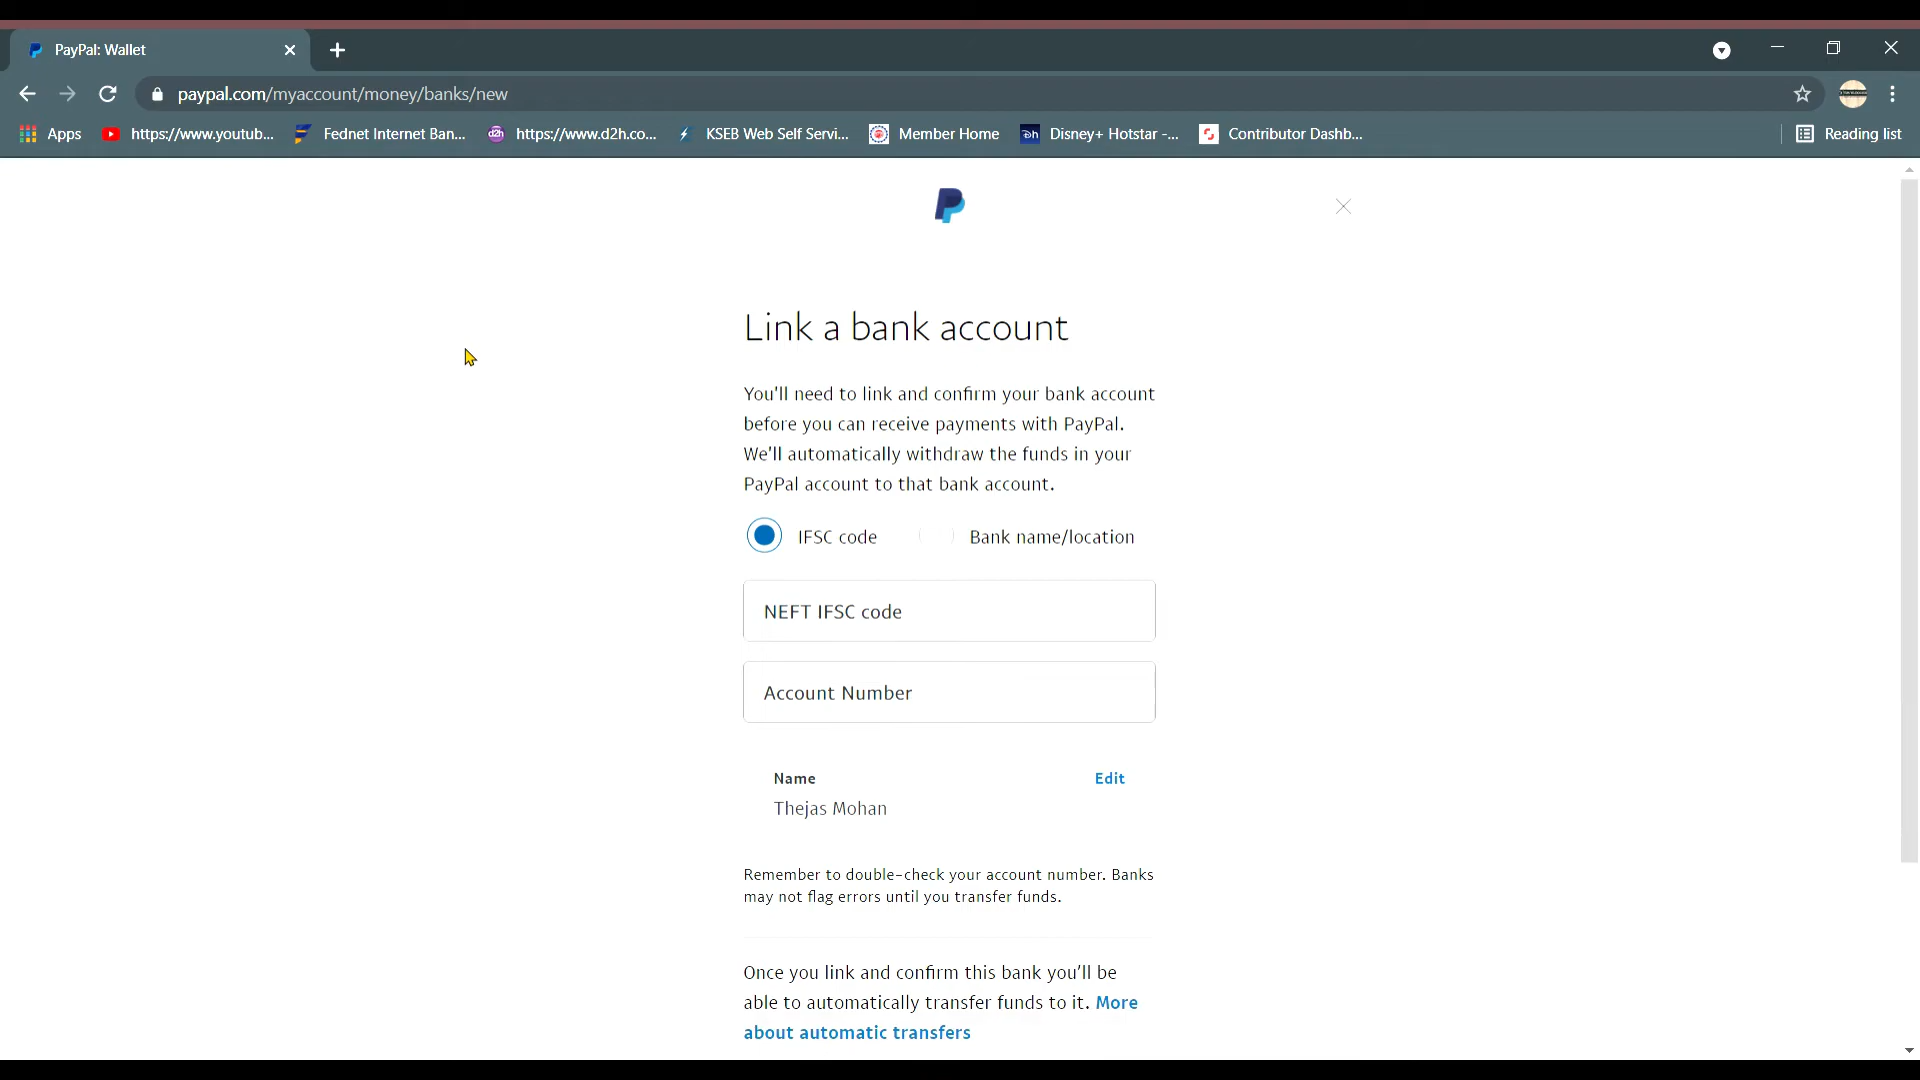 PayPal: Wallet
paypal.com/myaccount/money/banks/new
Apps https://www.youtub... Fednet Internet Ban... d2h https://www.d2h.co... KSEB Web Self Servi... Member Home Disney+ Hotstar -... Contributor Dashb... Reading list
Link a bank account
You'll need to link and confirm your bank account
before you can receive payments with PayPal.
We'll automatically withdraw the funds in your
PayPal account to that bank account.
IFSC code Bank name/location
NEFT IFSC code
Account Number
Name Edit
Thejas Mohan
Remember to double-check your account number. Banks
may not flag errors until you transfer funds.
Once you link and confirm this bank you'll be
able to automatically transfer funds to it. More
about automatic transfers